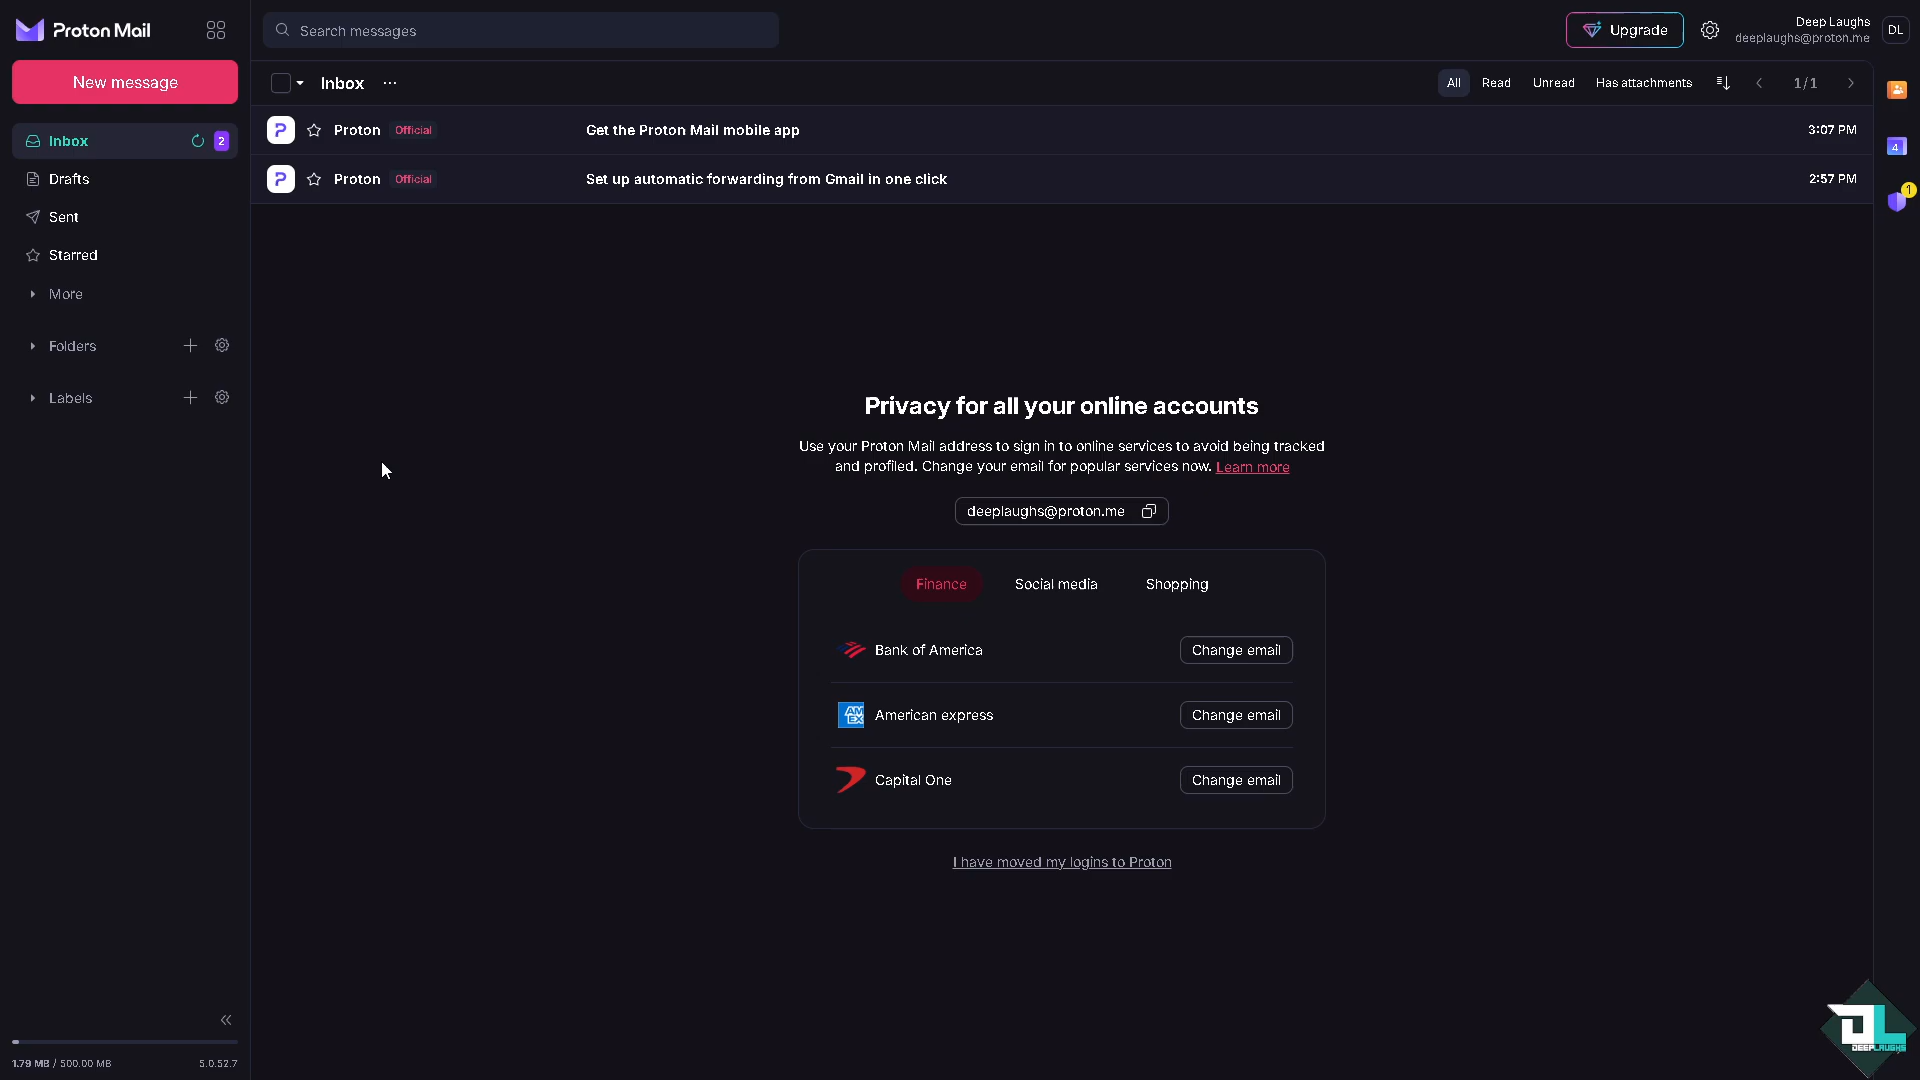 Proton Mail
Search messages
Upgrade
Deep Laughs
deeplaughs@proton.me
DL
New message
Inbox
All
Read
Unread
Has attachments
1/1
Inbox
2
Drafts
Sent
Starred
More
Folders
Labels
Proton
Official
Get the Proton Mail mobile app
3:07 PM
Proton
Official
Set up automatic forwarding from Gmail in one click
2:57 PM
4
1
Privacy for all your online accounts
Use your Proton Mail address to sign in to online services to avoid being tracked
and profiled. Change your email for popular services now. Learn more
deeplaughs@proton.me
Finance
Social media
Shopping
Bank of America
Change email
AM
EX
American express
Change email
Capital One
Change email
I have moved my logins to Proton
1.79 MB / 500.00 MB
5.0.52.7
DL
DEEPLAUGHS